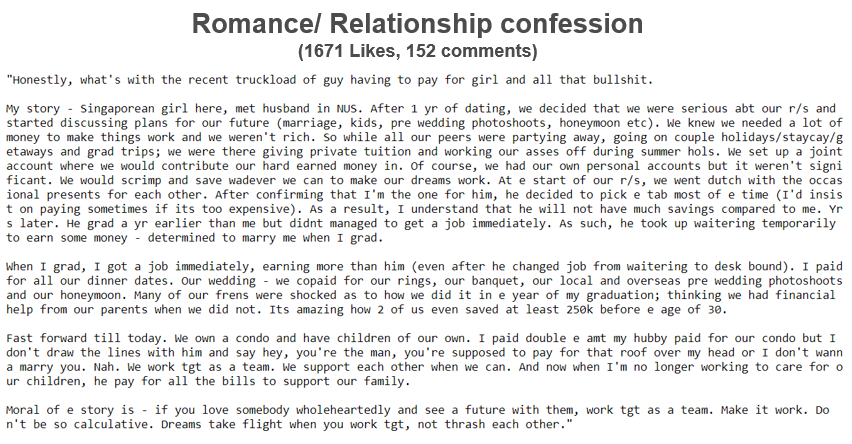 Romance/ Relationship confession
(1671 Likes, 152 comments)
"Honestly, what's with the recent truckload of guy having to pay for girl and all that bullshit.
My story - Singaporean girl here, met husband in NUS. After 1 yr of dating, we decided that we were serious abt our r/s and
started discussing plans for our future (marriage, kids, pre wedding photoshoots, honeymoon etc). We knew we needed a lot of
money to make things work and we weren't rich. So while all our peers were partying away, going on couple holidays/staycay/g
etaways and grad trips; we were there giving private tuition and working our asses off during summer hols. We set up a joint
account where we would contribute our hard earned money in. Of course, we had our own personal accounts but it weren't signi
ficant. We would scrimp and save wadever we can to make our dreams work. At e start of our r/s, we went dutch with the occas
ional presents for each other. After confirming that I'm the one for him, he decided to pick e tab most of e time (I'd insis
t on paying sometimes if its too expensive). As a result, I understand that he will not have much savings compared to me. Yr
s later. He grad a yr earlier than me but didnt managed to get a job immediately. As such, he took up waitering temporarily
to earn some money - determined to marry me when I grad.
When I grad, I got a job immediately, earning more than him (even after he changed job from waitering to desk bound). I paid
for all our dinner dates. Our wedding - we copaid for our rings, our banquet, our local and overseas pre wedding photoshoots
and our honeymoon. Many of our frens were shocked as to how we did it in e year of my graduation; thinking we had financial
help from our parents when we did not. Its amazing how 2 of us even saved at least 250k before e age of 30.
Fast forward till today. We own a condo and have children of our own. I paid double e amt my hubby paid for our condo but I
don't draw the lines with him and say hey, you're the man, you're supposed to pay for that roof over my head or I don't wann
a marry you. Nah. We work tgt as a team. We support each other when we can. And now when I'm no longer working to care for o
ur children, he pay for all the bills to support our family.
Moral of e story is - if you love somebody wholeheartedly and see a future with them, work tgt as a team. Make it work. Do
n't be so calculative. Dreams take flight when you work tgt, not thrash each other."